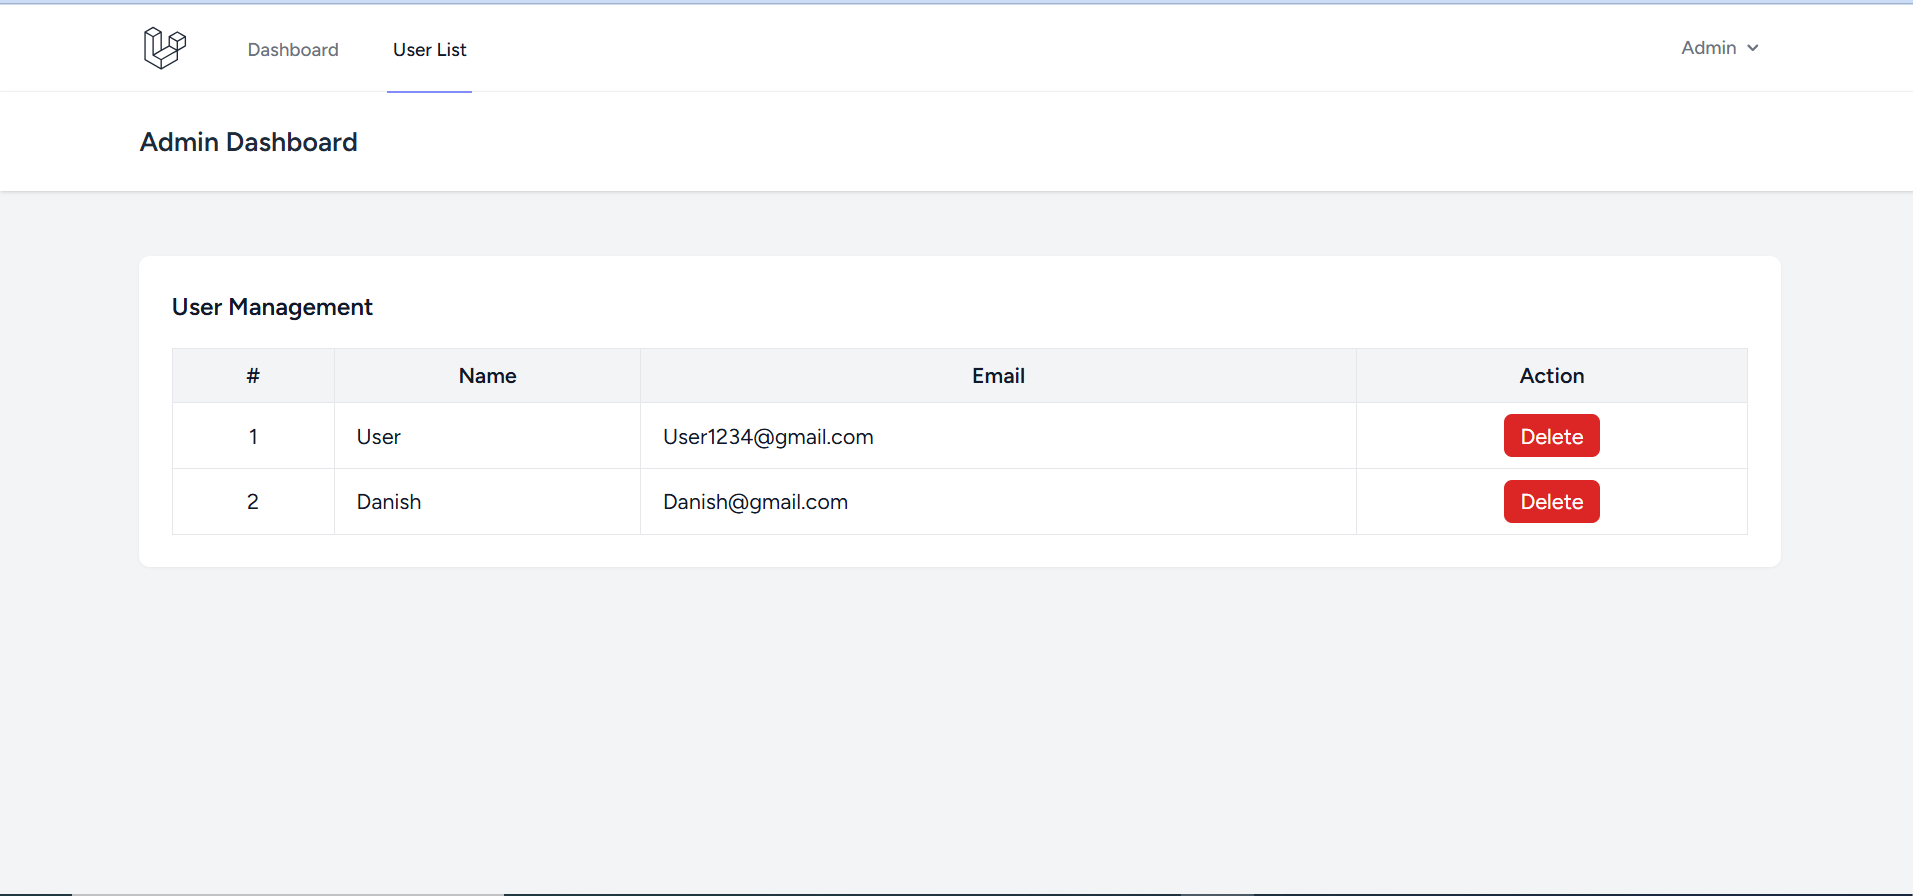 Dashboard User List Admin
Admin Dashboard
User Management
# Name Email Action
1 User User1234@gmail.com Delete
2 Danish Danish@gmail.com Delete